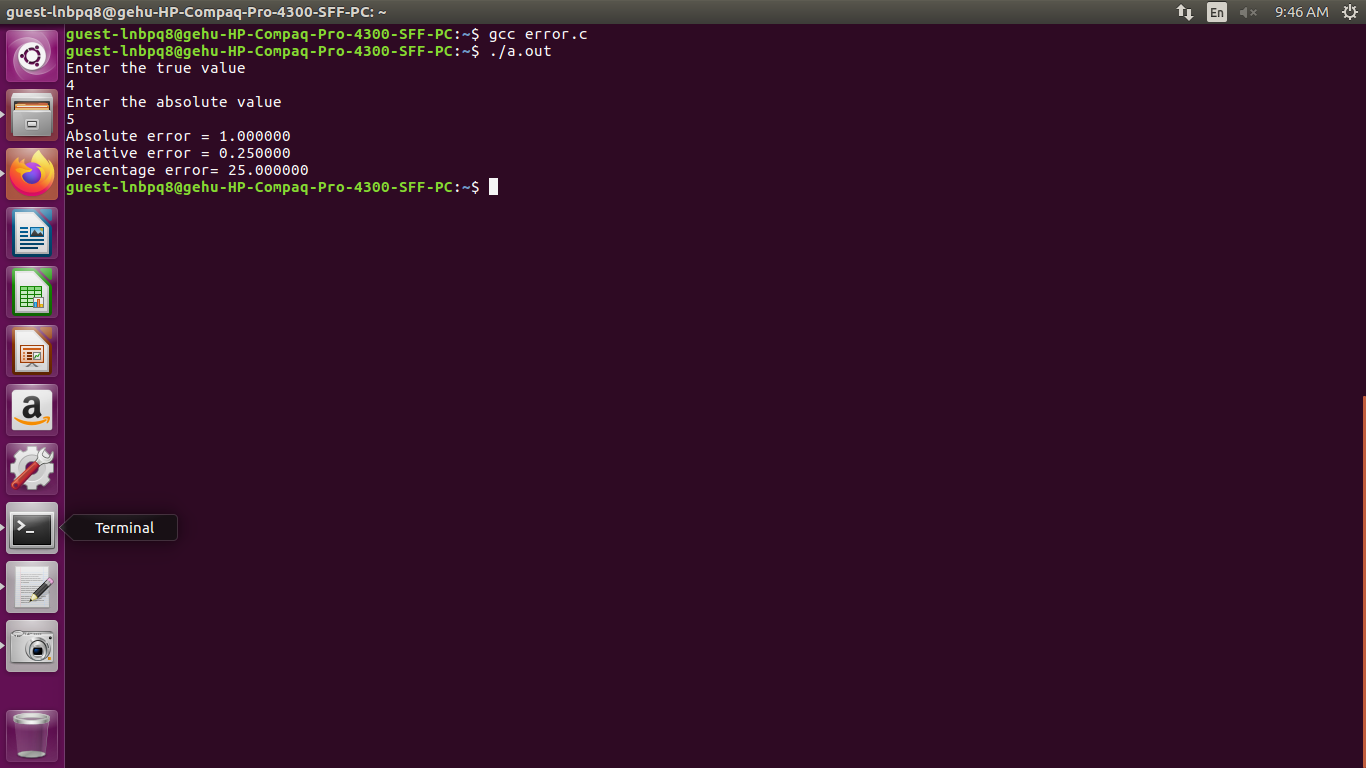 guest-lnbpq8@gehu-HP-Compaq-Pro-4300-SFF-PC: ~
En
9:46 AM
guest-lnbpq8@gehu-HP-Compaq-Pro-4300-SFF-PC:~$ gcc error.c
guest-lnbpq8@gehu-HP-Compaq-Pro-4300-SFF-PC:~$ ./a.out
Enter the true value
4
Enter the absolute value
5
Absolute error = 1.000000
Relative error = 0.250000
percentage error= 25.000000
guest-lnbpq8@gehu-HP-Compaq-Pro-4300-SFF-PC:~$
a
>_
Terminal